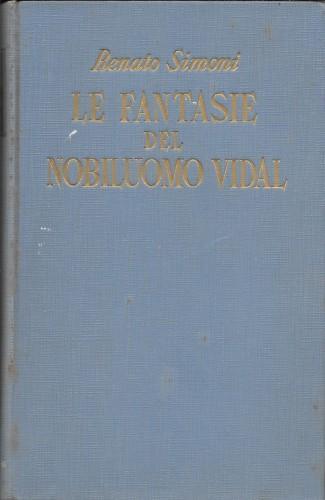 Renato Simoni
LE FANTASIE
DEL
NOBILUOMO VIDAL